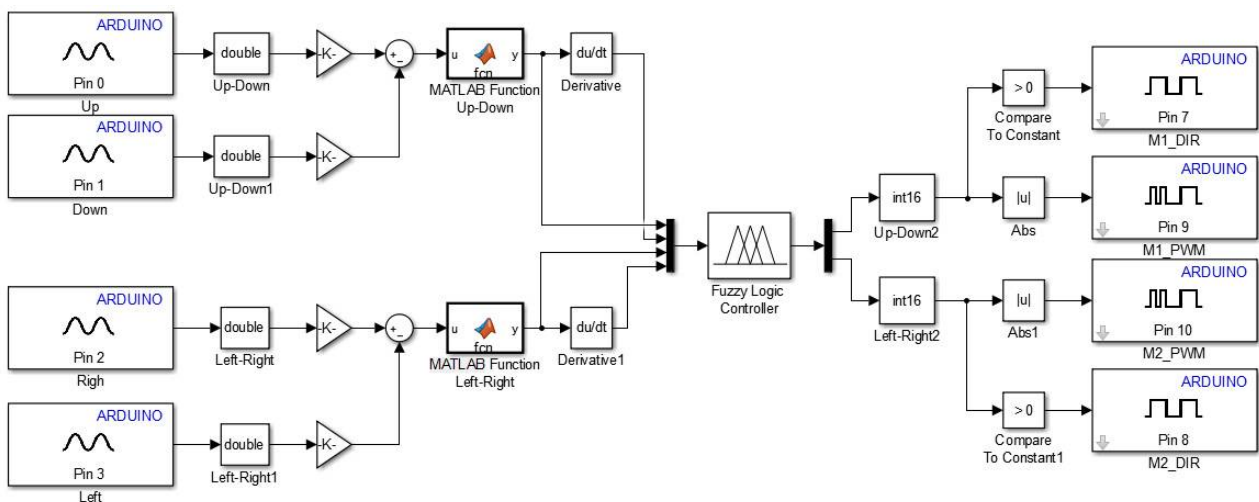 ARDUINO
Pin 0
Up
double
Up-Down
-K-
+
-
u
fcn
y
MATLAB Function
Up-Down
du/dt
Derivative
ARDUINO
Pin 1
Down
double
Up-Down1
-K-
ARDUINO
Pin 2
Righ
double
Left-Right
-K-
+
-
u
fcn
y
MATLAB Function
Left-Right
du/dt
Derivative1
ARDUINO
Pin 3
Left
double
Left-Right1
-K-
Fuzzy Logic
Controller
int16
Up-Down2
int16
Left-Right2
> 0
Compare
To Constant
ARDUINO
Pin 7
M1_DIR
|u|
Abs
ARDUINO
Pin 9
M1_PWM
|u|
Abs1
ARDUINO
Pin 10
M2_PWM
> 0
Compare
To Constant1
ARDUINO
Pin 8
M2_DIR